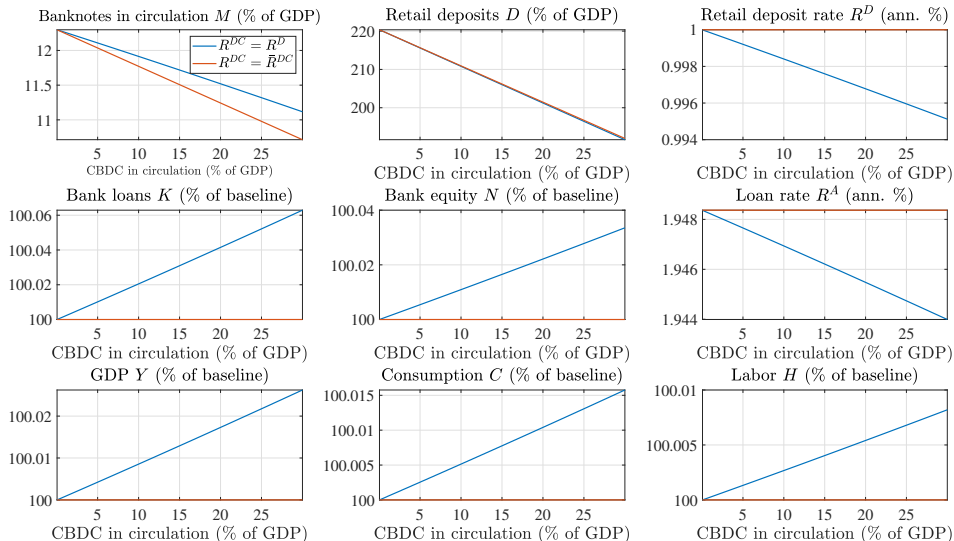 Banknotes in circulation M (% of GDP)
12
11.5
11
R^{DC} = R^D
R^{DC} = R̄^{DC}
5 10 15 20 25
CBDC in circulation (% of GDP)
Retail deposits D (% of GDP)
220
210
200
5 10 15 20 25
CBDC in circulation (% of GDP)
Retail deposit rate R^D (ann. %)
1
0.998
0.996
0.994
5 10 15 20 25
CBDC in circulation (% of GDP)
Bank loans K (% of baseline)
100.06
100.04
100.02
100
5 10 15 20 25
CBDC in circulation (% of GDP)
Bank equity N (% of baseline)
100.04
100.02
100
5 10 15 20 25
CBDC in circulation (% of GDP)
Loan rate R^A (ann. %)
1.948
1.946
1.944
5 10 15 20 25
CBDC in circulation (% of GDP)
GDP Y (% of baseline)
100.02
100.01
100
5 10 15 20 25
CBDC in circulation (% of GDP)
Consumption C (% of baseline)
100.015
100.01
100.005
100
5 10 15 20 25
CBDC in circulation (% of GDP)
Labor H (% of baseline)
100.01
100.005
100
5 10 15 20 25
CBDC in circulation (% of GDP)